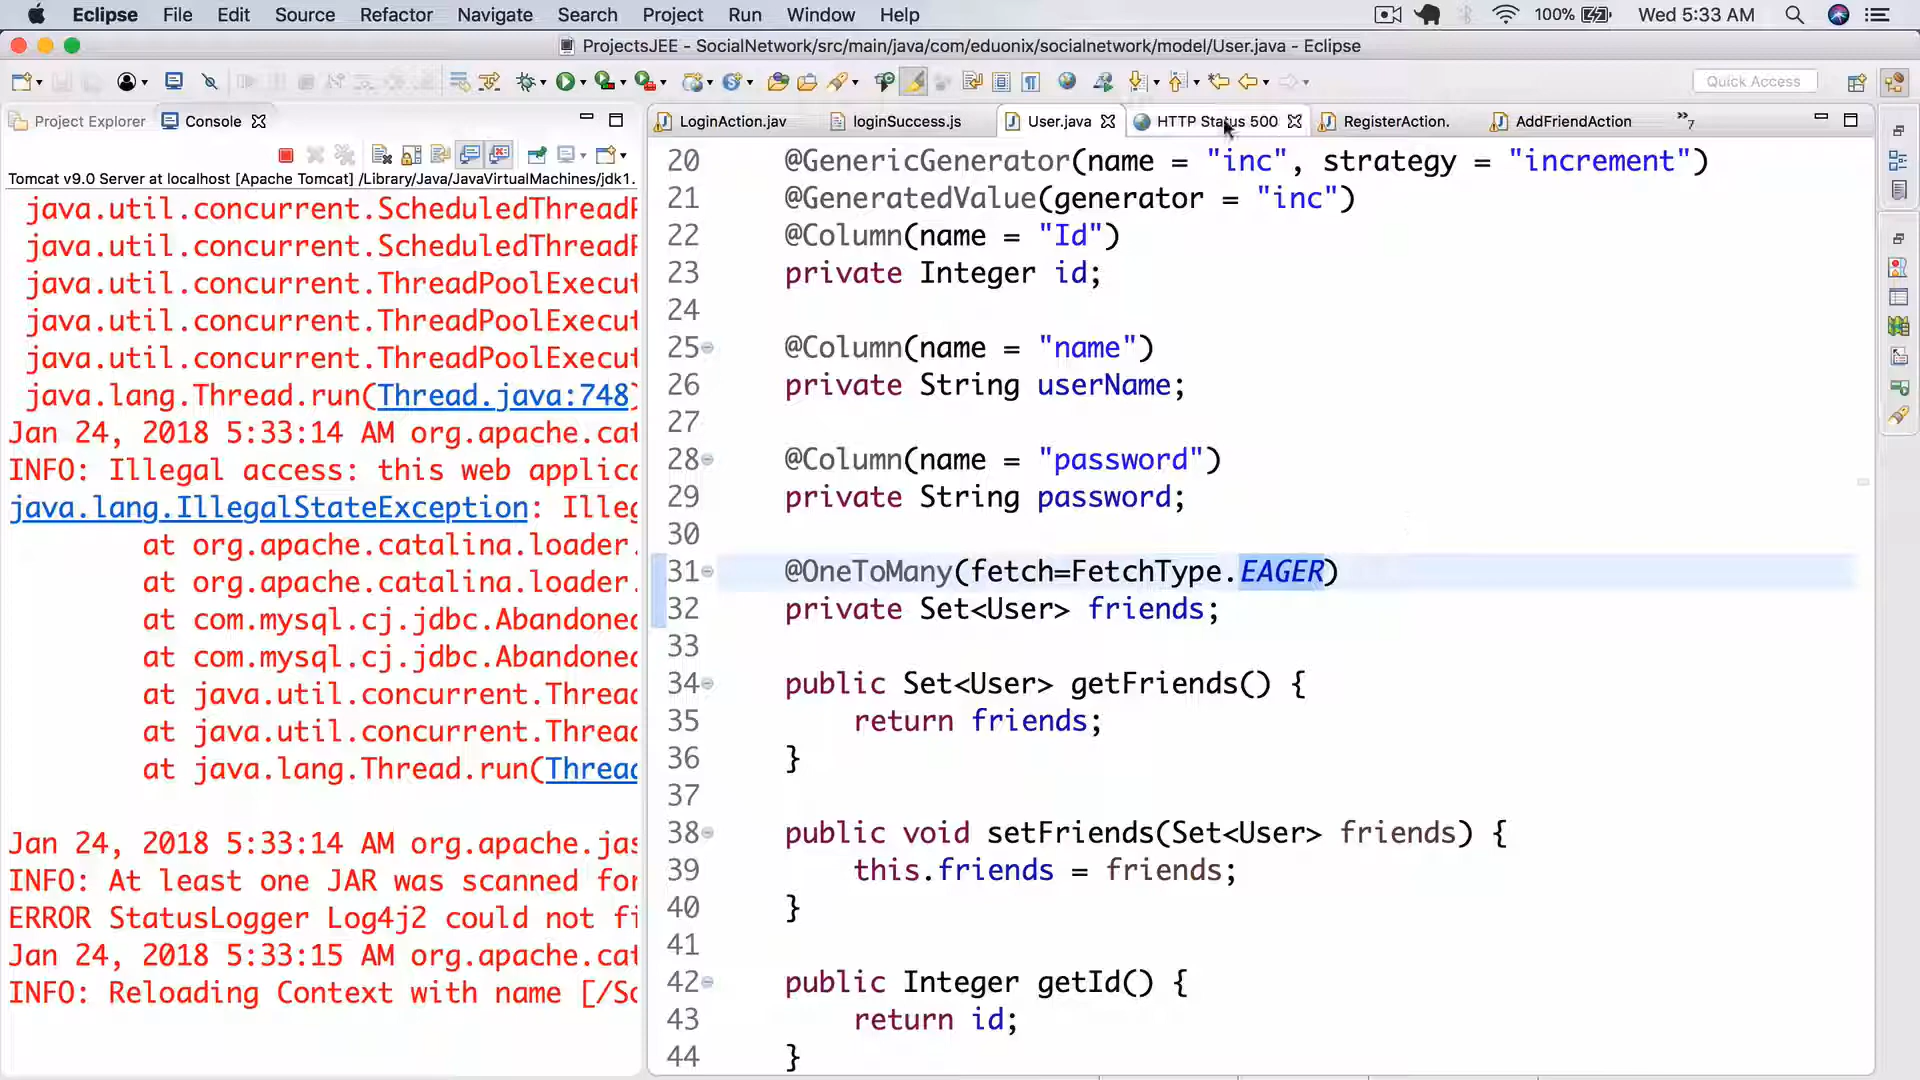 Eclipse File Edit Source Refactor Navigate Search Project Run Window Help 100% Wed 5:33 AM
ProjectsJEE - SocialNetwork/src/main/java/com/eduonix/socialnetwork/model/User.java - Eclipse
Quick Access
Project Explorer Console
LoginAction.jav loginSuccess.js User.java HTTP Status 500 RegisterAction. AddFriendAction »7
Tomcat v9.0 Server at localhost [Apache Tomcat] /Library/Java/JavaVirtualMachines/jdk1.
java.util.concurrent.ScheduledThreadP
java.util.concurrent.ScheduledThreadP
java.util.concurrent.ThreadPoolExecut
java.util.concurrent.ThreadPoolExecut
java.util.concurrent.ThreadPoolExecut
java.lang.Thread.run(Thread.java:748)
Jan 24, 2018 5:33:14 AM org.apache.cat
INFO: Illegal access: this web applica
java.lang.IllegalStateException: Illeg
at org.apache.catalina.loader.
at org.apache.catalina.loader.
at com.mysql.cj.jdbc.Abandoned
at com.mysql.cj.jdbc.Abandoned
at java.util.concurrent.Thread
at java.util.concurrent.Thread
at java.lang.Thread.run(Thread
Jan 24, 2018 5:33:14 AM org.apache.jas
INFO: At least one JAR was scanned for
ERROR StatusLogger Log4j2 could not fi
Jan 24, 2018 5:33:15 AM org.apache.cat
INFO: Reloading Context with name [/So
20 @GenericGenerator(name = "inc", strategy = "increment")
21 @GeneratedValue(generator = "inc")
22 @Column(name = "Id")
23 private Integer id;
24
25 @Column(name = "name")
26 private String userName;
27
28 @Column(name = "password")
29 private String password;
30
31 @OneToMany(fetch=FetchType.EAGER)
32 private Set<User> friends;
33
34 public Set<User> getFriends() {
35 return friends;
36 }
37
38 public void setFriends(Set<User> friends) {
39 this.friends = friends;
40 }
41
42 public Integer getId() {
43 return id;
44 }